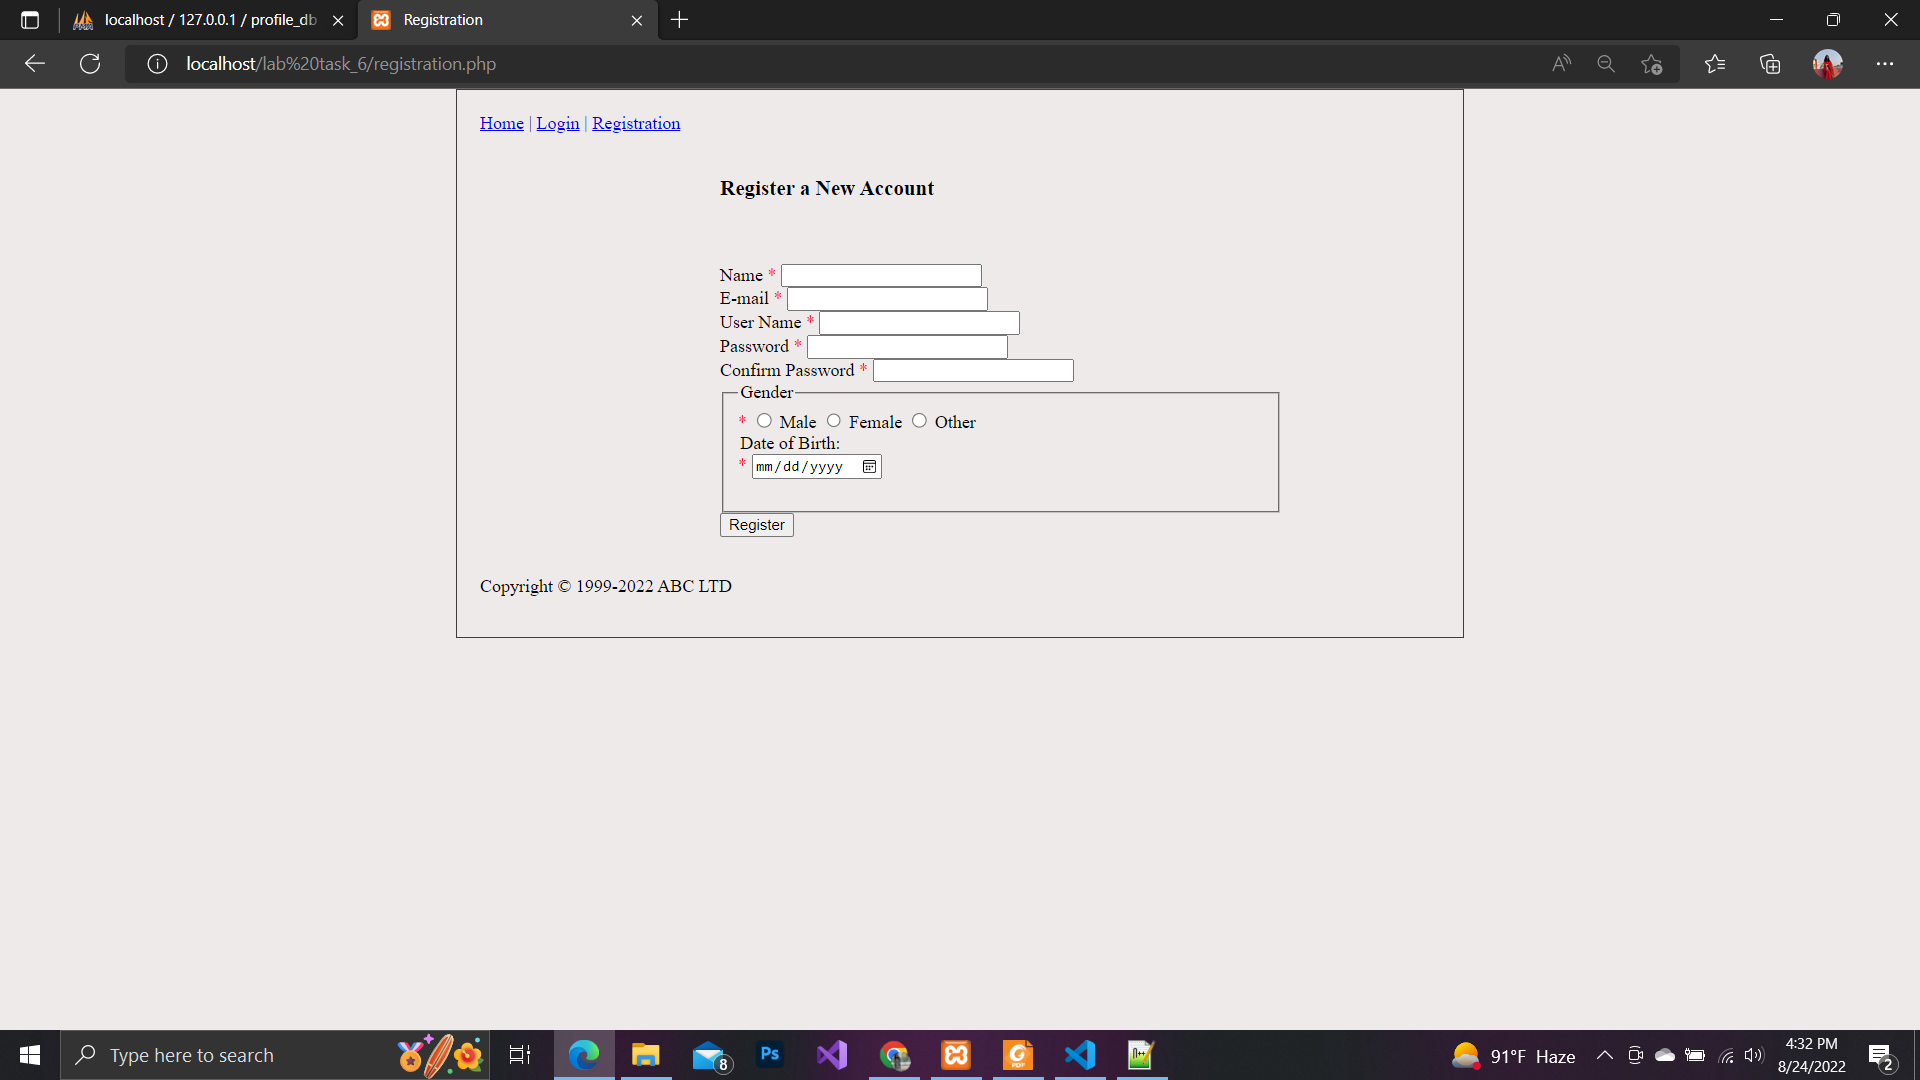 localhost / 127.0.0.1 / profile_db
Registration
localhost/lab%20task_6/registration.php
Home | Login | Registration
Register a New Account
Name *
E-mail *
User Name *
Password *
Confirm Password *
Gender
* Male Female Other
Date of Birth:
* mm/dd/yyyy
Register
Copyright © 1999-2022 ABC LTD
Type here to search
8
Ps
91°F Haze
4:32 PM
8/24/2022
2